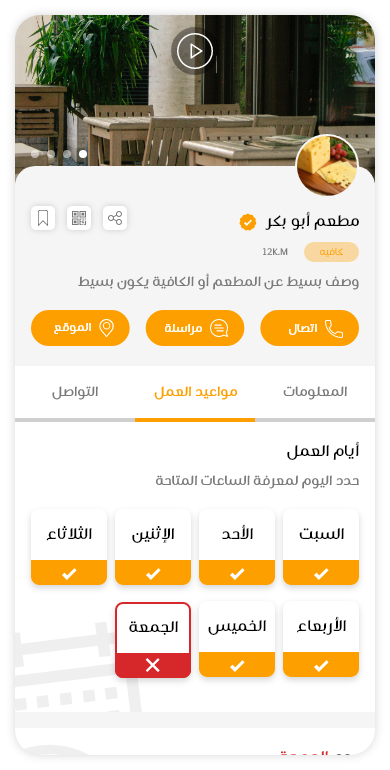 مطعم أبو بكر
كافيه 12K.M
وصف بسيط عن المطعم أو الكافية يكون بسيط
اتصال مراسلة الموقع
المعلومات مواعيد العمل التواصل
أيام العمل
حدد اليوم لمعرفة الساعات المتاحة
السبت الأحد الإثنين الثلاثاء
الأربعاء الخميس الجمعة
الجمعة